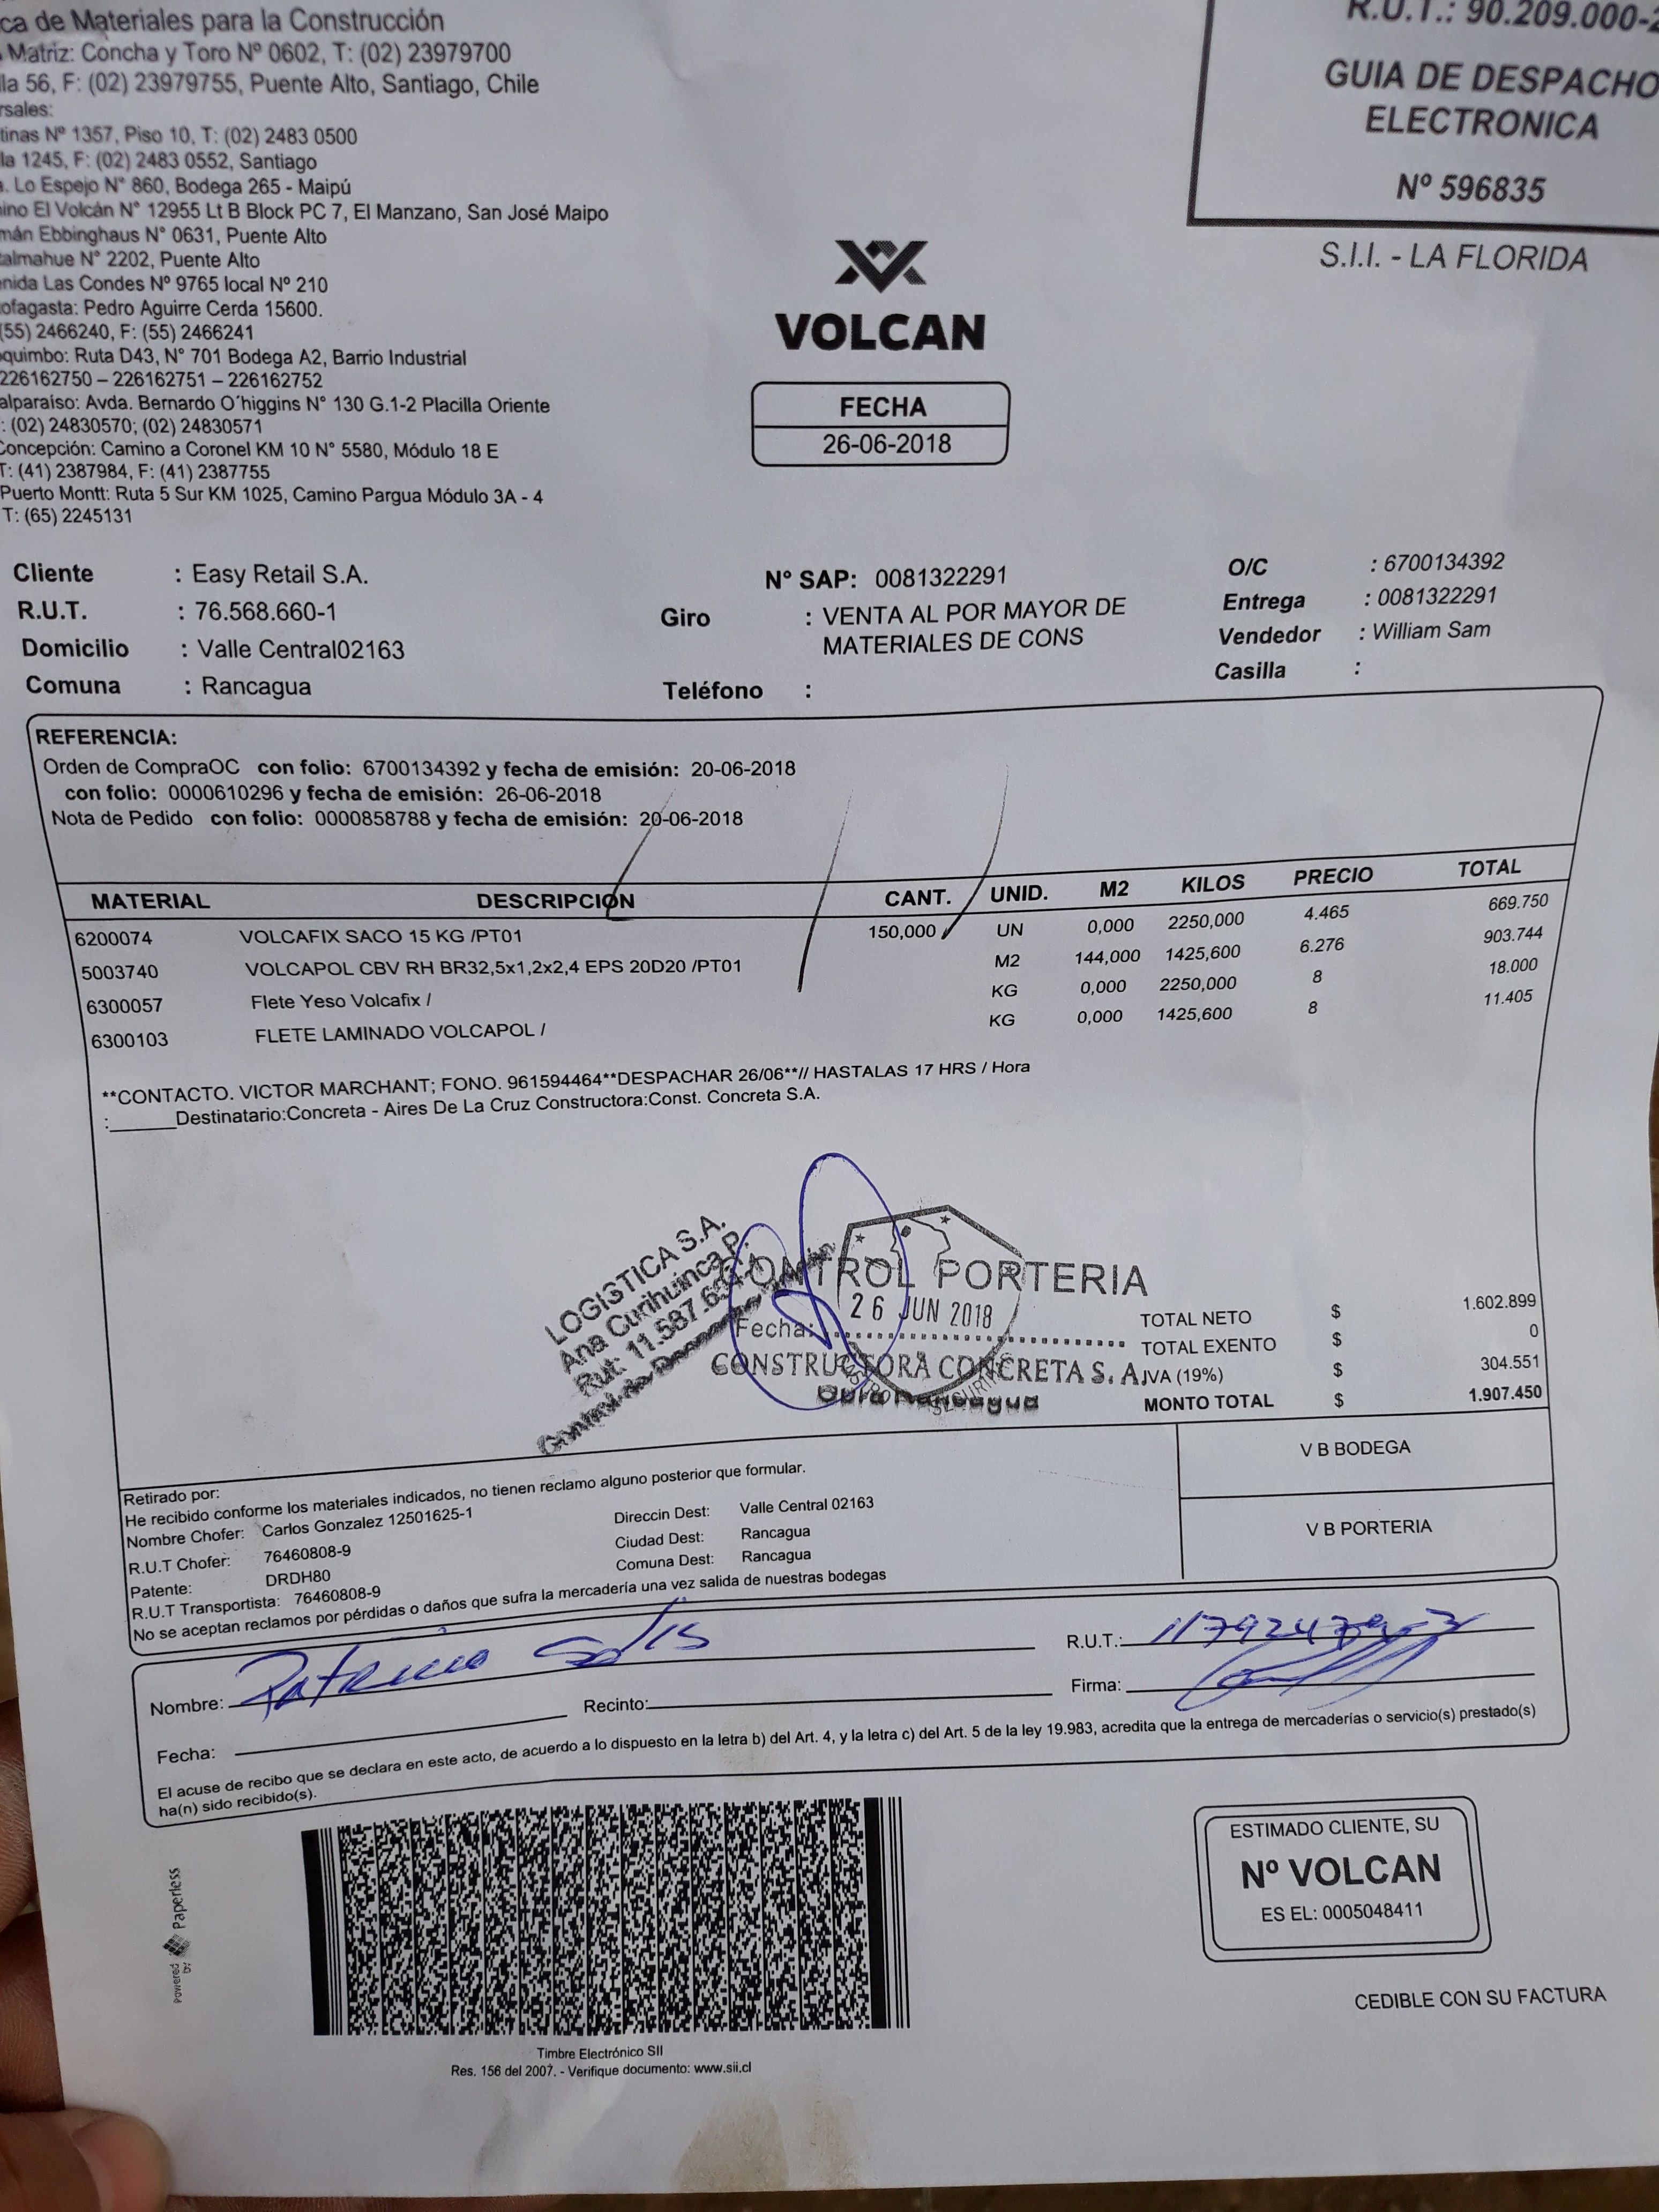 ca de Materiales para la Construcción
Matriz: Concha y Toro Nº 0602, T: (02) 23979700
lla 56, F: (02) 23979755, Puente Alto, Santiago, Chile
rsales:
tinas Nº 1357, Piso 10, T: (02) 2483 0500
lla 1245, F: (02) 2483 0552, Santiago
. Lo Espejo N° 860, Bodega 265 - Maipú
ino El Volcán N° 12955 Lt B Block PC 7, El Manzano, San José Maipo
mán Ebbinghaus N° 0631, Puente Alto
almahue N° 2202, Puente Alto
nida Las Condes Nº 9765 local Nº 210
ofagasta: Pedro Aguirre Cerda 15600.
(55) 2466240, F: (55) 2466241
quimbo: Ruta D43, N° 701 Bodega A2, Barrio Industrial
226162750 – 226162751 – 226162752
alparaíso: Avda. Bernardo O´higgins N° 130 G.1-2 Placilla Oriente
: (02) 24830570; (02) 24830571
Concepción: Camino a Coronel KM 10 N° 5580, Módulo 18 E
T: (41) 2387984, F: (41) 2387755
Puerto Montt: Ruta 5 Sur KM 1025, Camino Pargua Módulo 3A - 4
T: (65) 2245131
R.U.T.: 90.209.000-2
GUIA DE DESPACHO
ELECTRONICA
Nº 596835
S.I.I. - LA FLORIDA
VOLCAN
FECHA
26-06-2018
Cliente : Easy Retail S.A.
R.U.T. : 76.568.660-1
Domicilio : Valle Central02163
Comuna : Rancagua
N° SAP: 0081322291
Giro : VENTA AL POR MAYOR DE
MATERIALES DE CONS
Teléfono :
O/C : 6700134392
Entrega : 0081322291
Vendedor : William Sam
Casilla :
REFERENCIA:
Orden de CompraOC con folio: 6700134392 y fecha de emisión: 20-06-2018
con folio: 0000610296 y fecha de emisión: 26-06-2018
Nota de Pedido con folio: 0000858788 y fecha de emisión: 20-06-2018
MATERIAL DESCRIPCIÓN CANT. UNID. M2 KILOS PRECIO TOTAL
6200074 VOLCAFIX SACO 15 KG /PT01 150,000 UN 0,000 2250,000 4.465 669.750
5003740 VOLCAPOL CBV RH BR32,5x1,2x2,4 EPS 20D20 /PT01 M2 144,000 1425,600 6.276 903.744
6300057 Flete Yeso Volcafix / KG 0,000 2250,000 8 18.000
6300103 FLETE LAMINADO VOLCAPOL / KG 0,000 1425,600 8 11.405
**CONTACTO. VICTOR MARCHANT; FONO. 961594464**DESPACHAR 26/06**// HASTALAS 17 HRS / Hora
:______Destinatario:Concreta - Aires De La Cruz Constructora:Const. Concreta S.A.
LOGISTICA S.A.
Ana Curihuinca P.
Rut: 11.587.63
Control de
CONTROL PORTERIA
26 JUN 2018
Fecha:
CONSTRUCTORA CONCRETA S. A.
Rancagua
TOTAL NETO $ 1.602.899
TOTAL EXENTO $ 0
IVA (19%) $ 304.551
MONTO TOTAL $ 1.907.450
V B BODEGA
V B PORTERIA
Retirado por:
He recibido conforme los materiales indicados, no tienen reclamo alguno posterior que formular.
Nombre Chofer: Carlos Gonzalez 12501625-1
R.U.T Chofer: 76460808-9
Patente: DRDH80
R.U.T Transportista: 76460808-9
Direccin Dest: Valle Central 02163
Ciudad Dest: Rancagua
Comuna Dest: Rancagua
No se aceptan reclamos por pérdidas o daños que sufra la mercadería una vez salida de nuestras bodegas
Nombre: Patricio Solis
Recinto:
R.U.T.:
Firma:
Fecha:
El acuse de recibo que se declara en este acto, de acuerdo a lo dispuesto en la letra b) del Art. 4, y la letra c) del Art. 5 de la ley 19.983, acredita que la entrega de mercaderías o servicio(s) prestado(s)
ha(n) sido recibido(s).
Powered by: Paperless
Timbre Electrónico SII
Res. 156 del 2007. - Verifique documento: www.sii.cl
ESTIMADO CLIENTE, SU
Nº VOLCAN
ES EL: 0005048411
CEDIBLE CON SU FACTURA